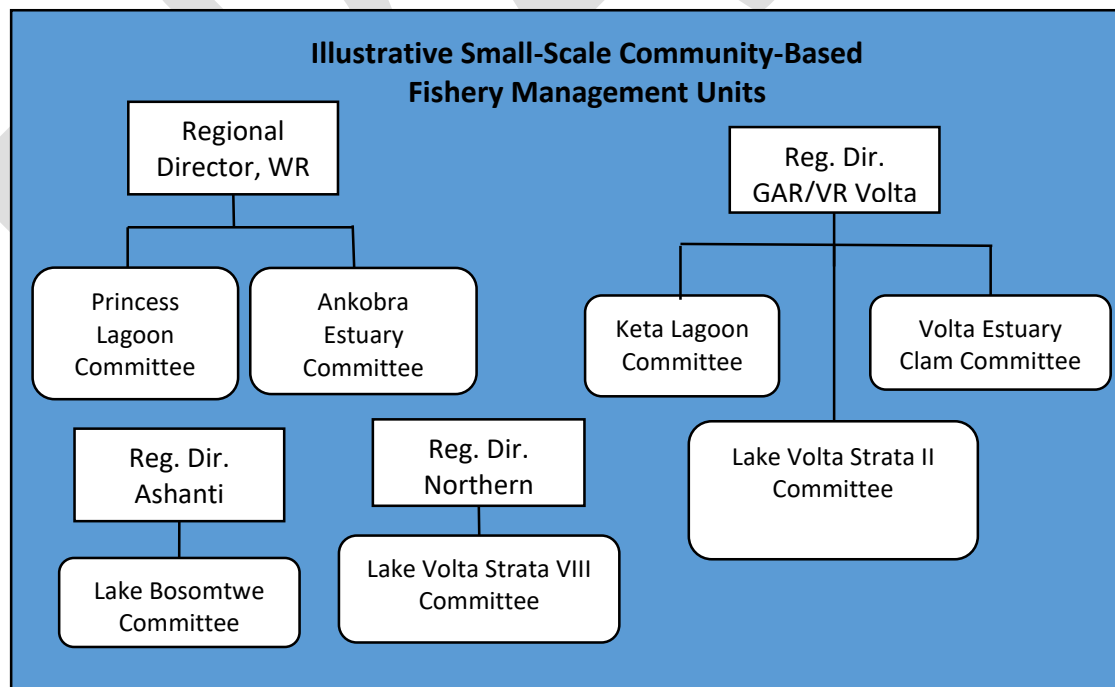 Illustrative Small-Scale Community-Based
Fishery Management Units
Regional
Director, WR
Reg. Dir.
GAR/VR Volta
Princess
Lagoon
Committee
Ankobra
Estuary
Committee
Keta Lagoon
Committee
Volta Estuary
Clam Committee
Reg. Dir.
Ashanti
Reg. Dir.
Northern
Lake Volta Strata II
Committee
Lake Bosomtwe
Committee
Lake Volta Strata VIII
Committee